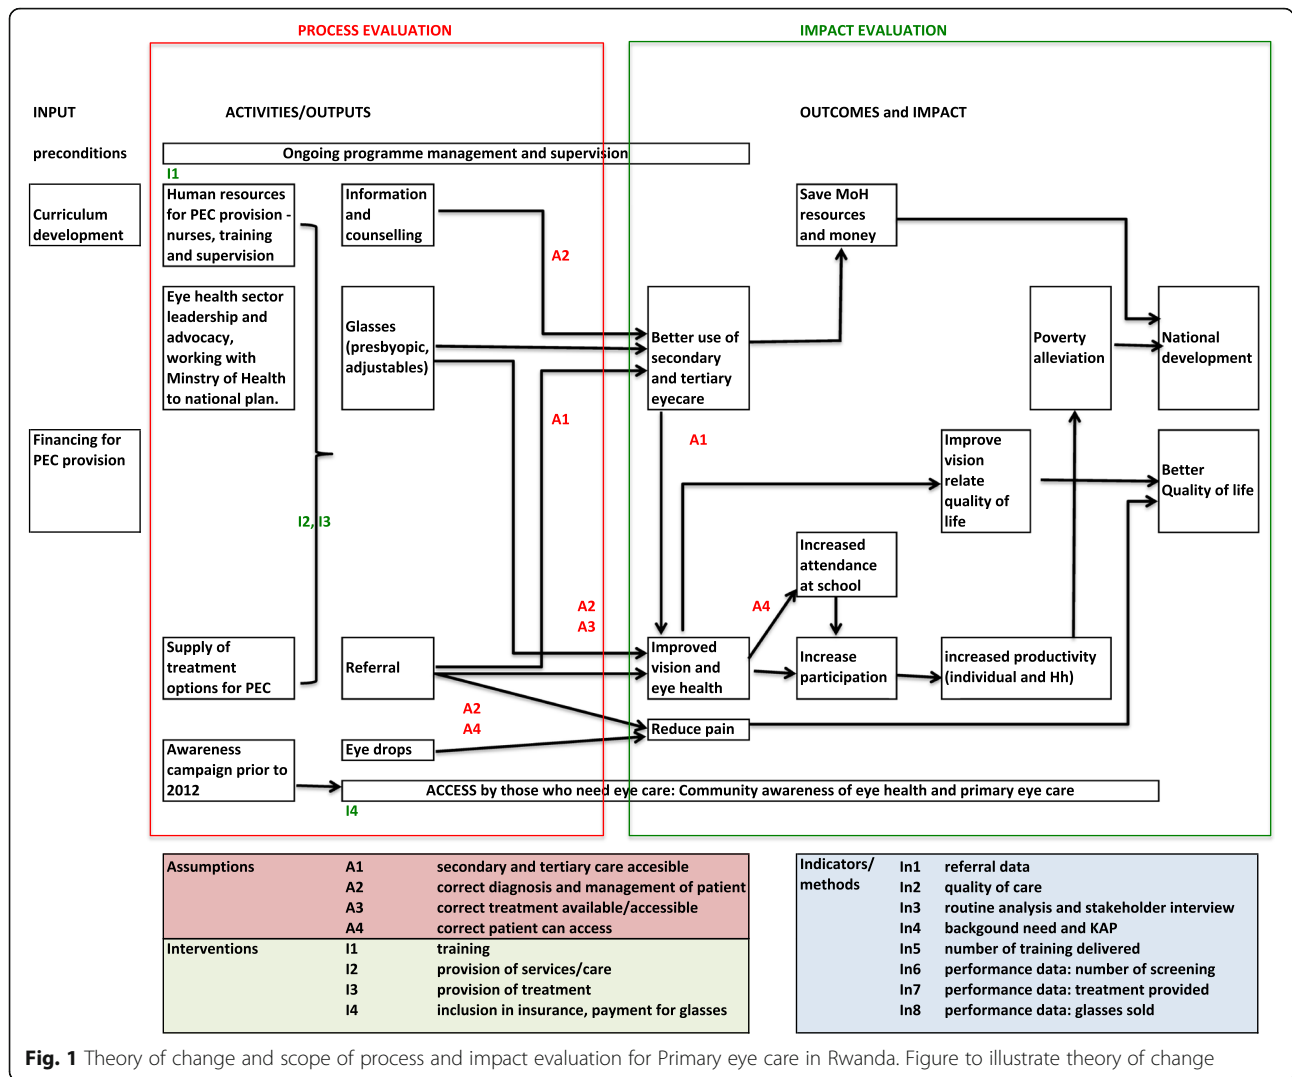 PROCESS EVALUATION
IMPACT EVALUATION
INPUT
ACTIVITIES/OUTPUTS
OUTCOMES and IMPACT
preconditions
Ongoing programme management and supervision
I1
Curriculum
development
Human resources
for PEC provision -
nurses, training
and supervision
Information
and
counselling
A2
Save MoH
resources
and money
Eye health sector
leadership and
advocacy,
working with
Minstry of Health
to national plan.
Glasses
(presbyopic,
adjustables)
Better use of
secondary
and tertiary
eyecare
Poverty
alleviation
National
development
A1
A1
Financing for
PEC provision
Improve
vision
relate
quality of
life
Better
Quality of life
I2, I3
Increased
attendance
at school
A2
A3
A4
Supply of
treatment
options for PEC
Referral
Improved
vision and
eye health
Increase
participation
increased productivity
(individual and Hh)
A2
A4
Reduce pain
Awareness
campaign prior to
2012
Eye drops
ACCESS by those who need eye care: Community awareness of eye health and primary eye care
I4
Assumptions
A1 secondary and tertiary care accesible
A2 correct diagnosis and management of patient
A3 correct treatment available/accessible
A4 correct patient can access
Interventions
I1 training
I2 provision of services/care
I3 provision of treatment
I4 inclusion in insurance, payment for glasses
Indicators/
methods
In1 referral data
In2 quality of care
In3 routine analysis and stakeholder interview
In4 backgound need and KAP
In5 number of training delivered
In6 performance data: number of screening
In7 performance data: treatment provided
In8 performance data: glasses sold
Fig. 1 Theory of change and scope of process and impact evaluation for Primary eye care in Rwanda. Figure to illustrate theory of change